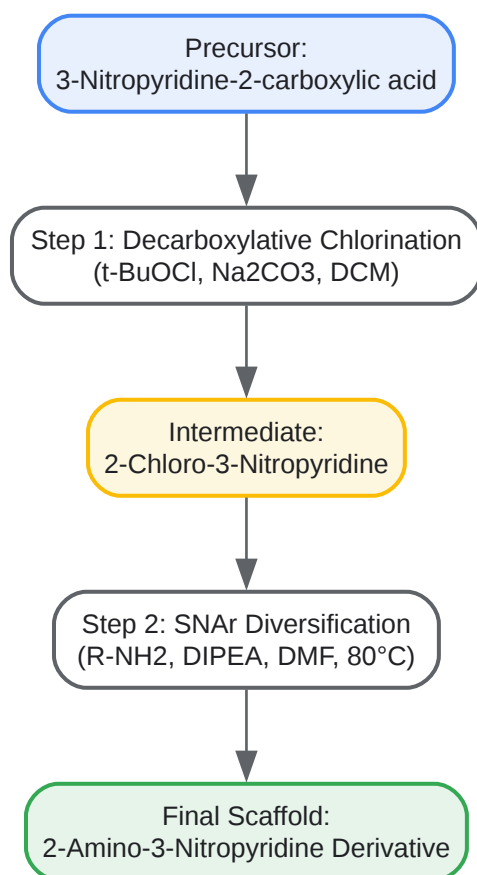 Precursor:
3-Nitropyridine-2-carboxylic acid
Step 1: Decarboxylative Chlorination
(t-BuOCl, Na2CO3, DCM)
Intermediate:
2-Chloro-3-Nitropyridine
Step 2: SNAr Diversification
(R-NH2, DIPEA, DMF, 80°C)
Final Scaffold:
2-Amino-3-Nitropyridine Derivative